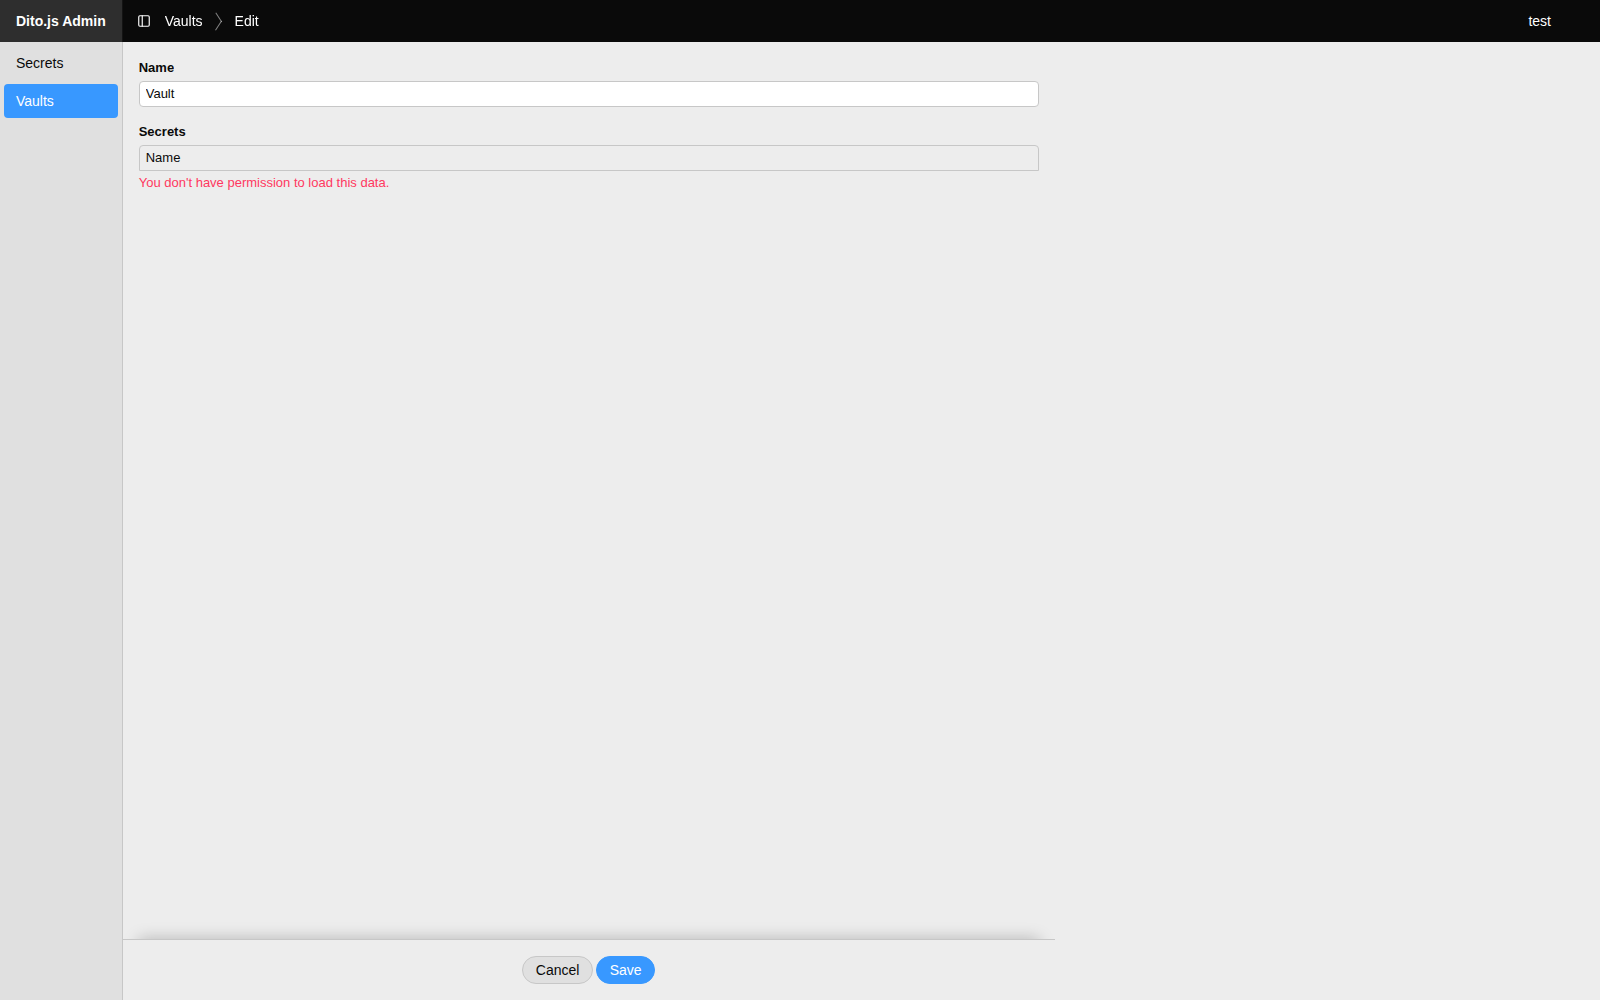 Dito.js Admin
Vaults
Edit
test
Secrets
Vaults
Name
Vault
Secrets
Name
You don't have permission to load this data.
Cancel
Save